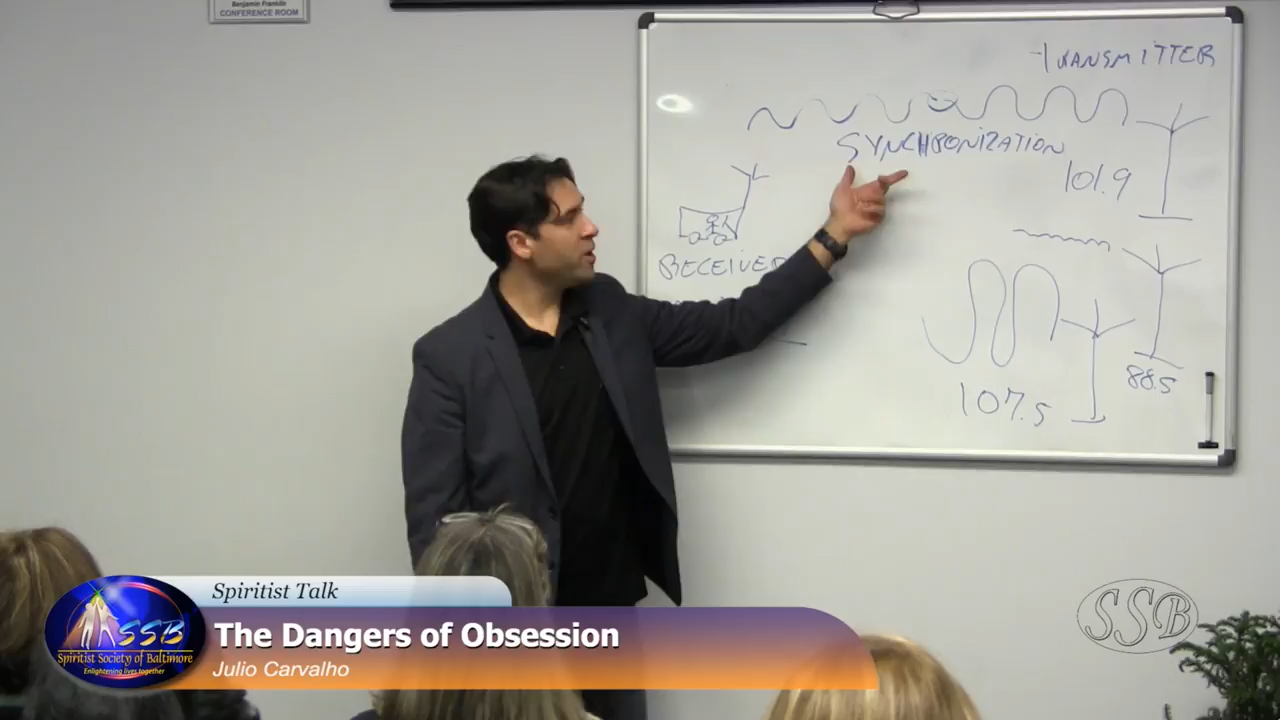 Benjamin Franklin
CONFERENCE ROOM
TRANSMITTER
SYNCHRONIZATION
101.9
RECEIVER
107.5
88.5
Spiritist Talk
The Dangers of Obsession
Julio Carvalho
SSB
Spiritist Society of Baltimore
Enlightening lives together
SSB